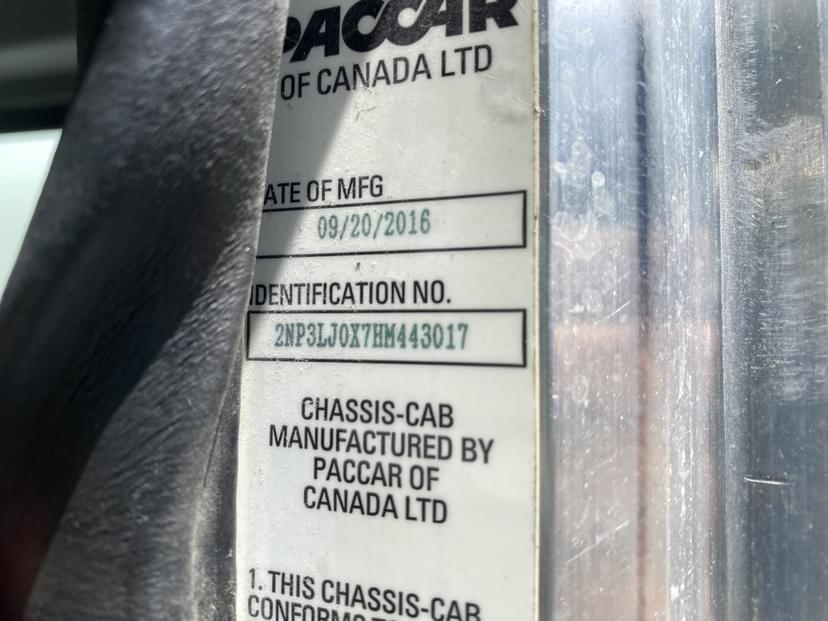 PACCAR
OF CANADA LTD
ATE OF MFG
09/20/2016
IDENTIFICATION NO.
2NP3LJ0X7HM443017
CHASSIS-CAB
MANUFACTURED BY
PACCAR OF
CANADA LTD
1. THIS CHASSIS-CAB
CONFORMS TO